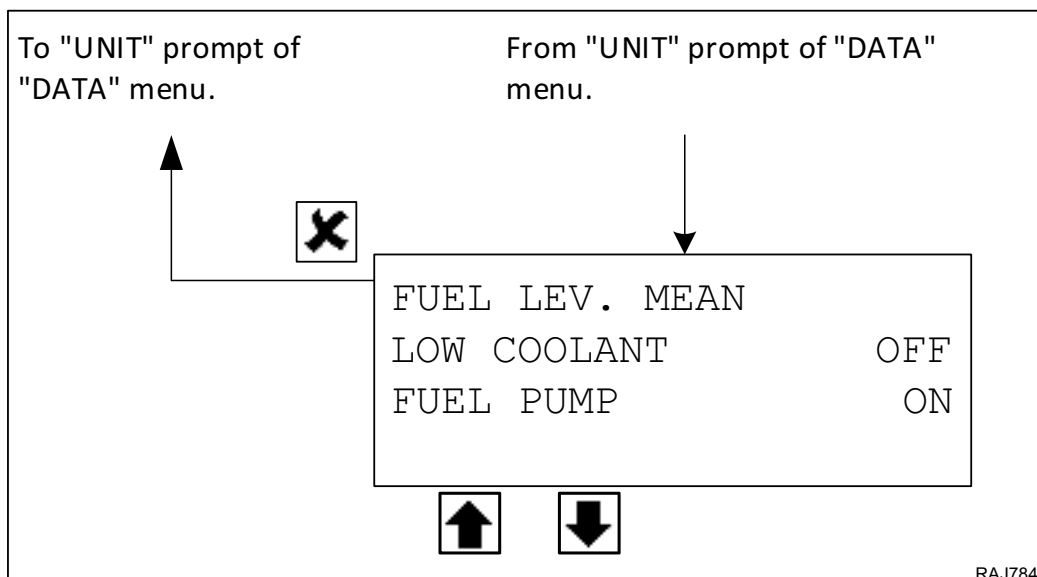 To "UNIT" prompt of
"DATA" menu.
From "UNIT" prompt of "DATA"
menu.
FUEL LEV. MEAN
LOW COOLANT OFF
FUEL PUMP ON
RAJ784